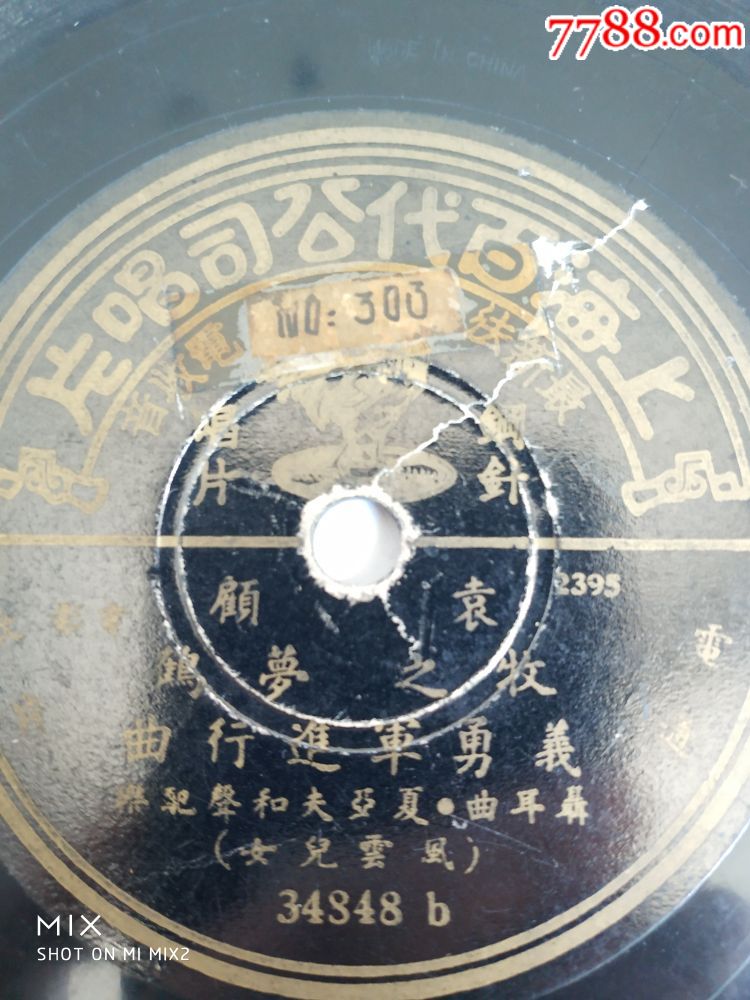 7788.com
MADE IN CHINA
上海百代公司唱片
NO: 303
鋼針
唱片
2395
袁牧之
顧夢鶴
義勇軍進行曲
聶耳曲•夏亞夫和聲配樂
(風雲兒女)
34848 b
MIX
SHOT ON MI MIX2